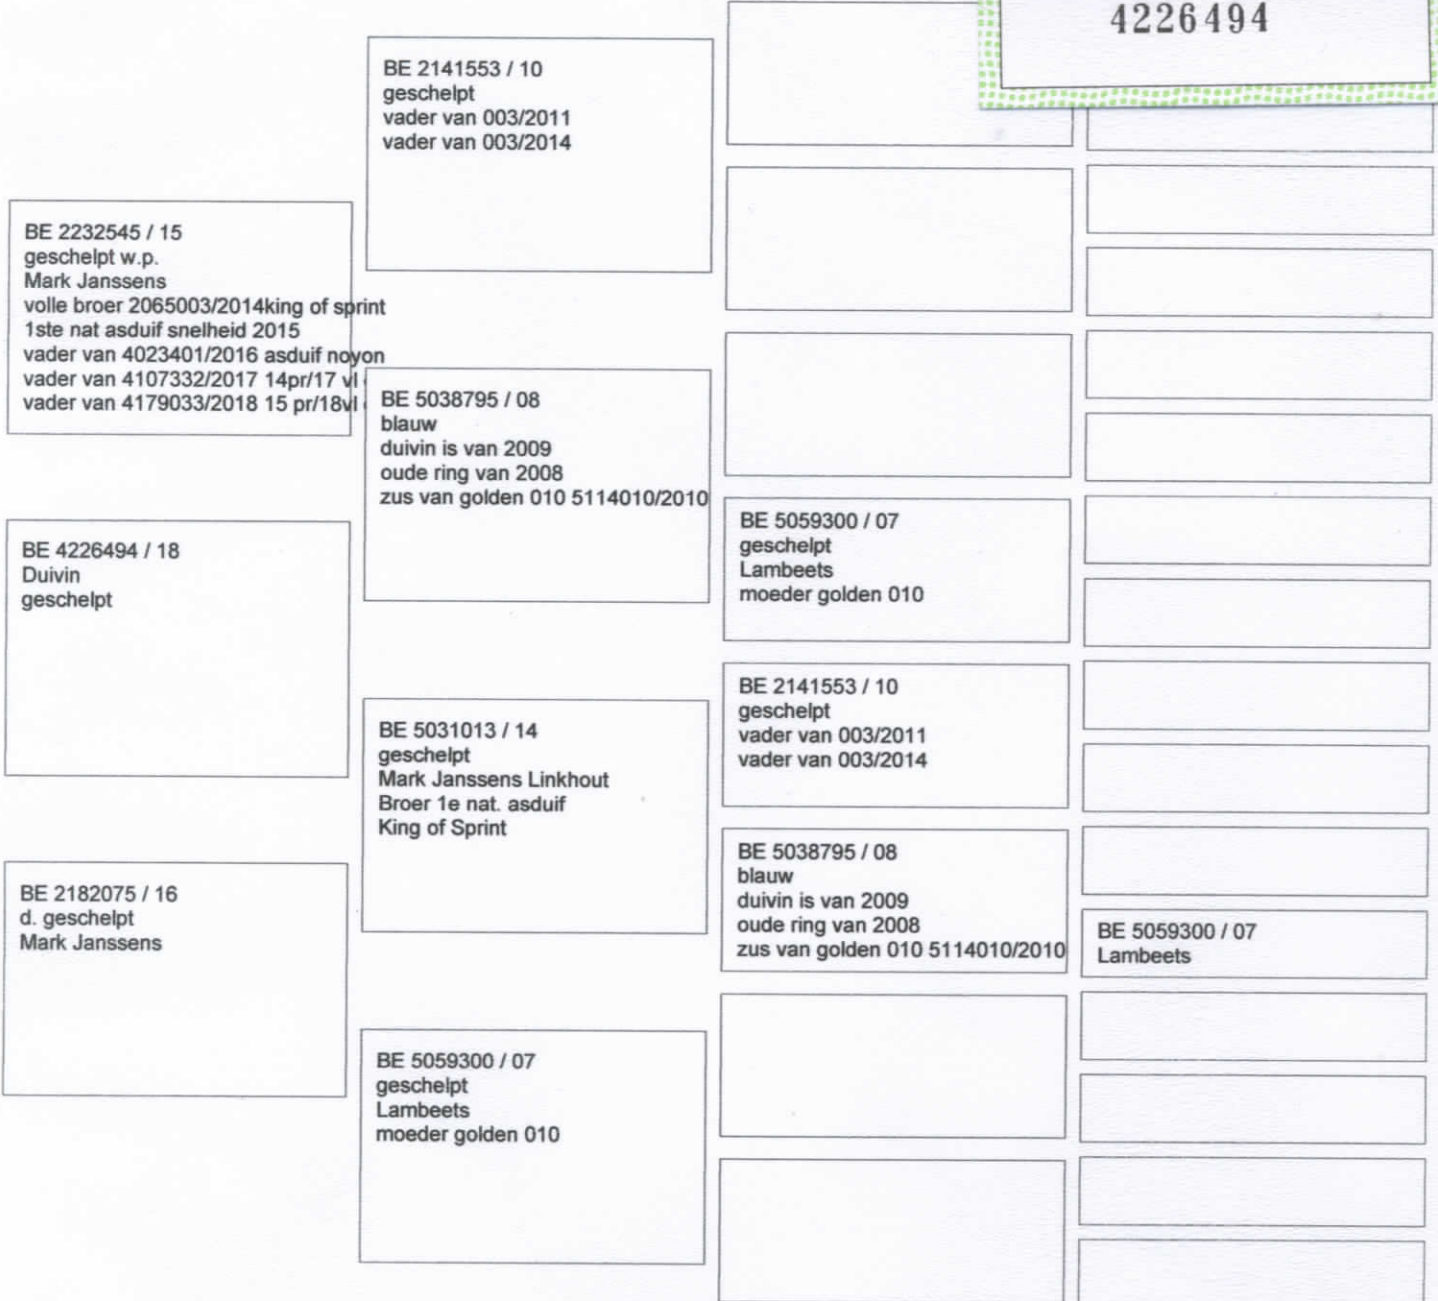 4226494
BE 2141553 / 10
geschelpt
vader van 003/2011
vader van 003/2014
BE 2232545 / 15
geschelpt w.p.
Mark Janssens
volle broer 2065003/2014king of sprint
1ste nat asduif snelheid 2015
vader van 4023401/2016 asduif noyon
vader van 4107332/2017 14pr/17 vl
vader van 4179033/2018 15 pr/18vl
BE 5038795 / 08
blauw
duivin is van 2009
oude ring van 2008
zus van golden 010 5114010/2010
BE 4226494 / 18
Duivin
geschelpt
BE 5059300 / 07
geschelpt
Lambeets
moeder golden 010
BE 5031013 / 14
geschelpt
Mark Janssens Linkhout
Broer 1e nat. asduif
King of Sprint
BE 2141553 / 10
geschelpt
vader van 003/2011
vader van 003/2014
BE 5038795 / 08
blauw
duivin is van 2009
oude ring van 2008
zus van golden 010 5114010/2010
BE 2182075 / 16
d. geschelpt
Mark Janssens
BE 5059300 / 07
Lambeets
BE 5059300 / 07
geschelpt
Lambeets
moeder golden 010